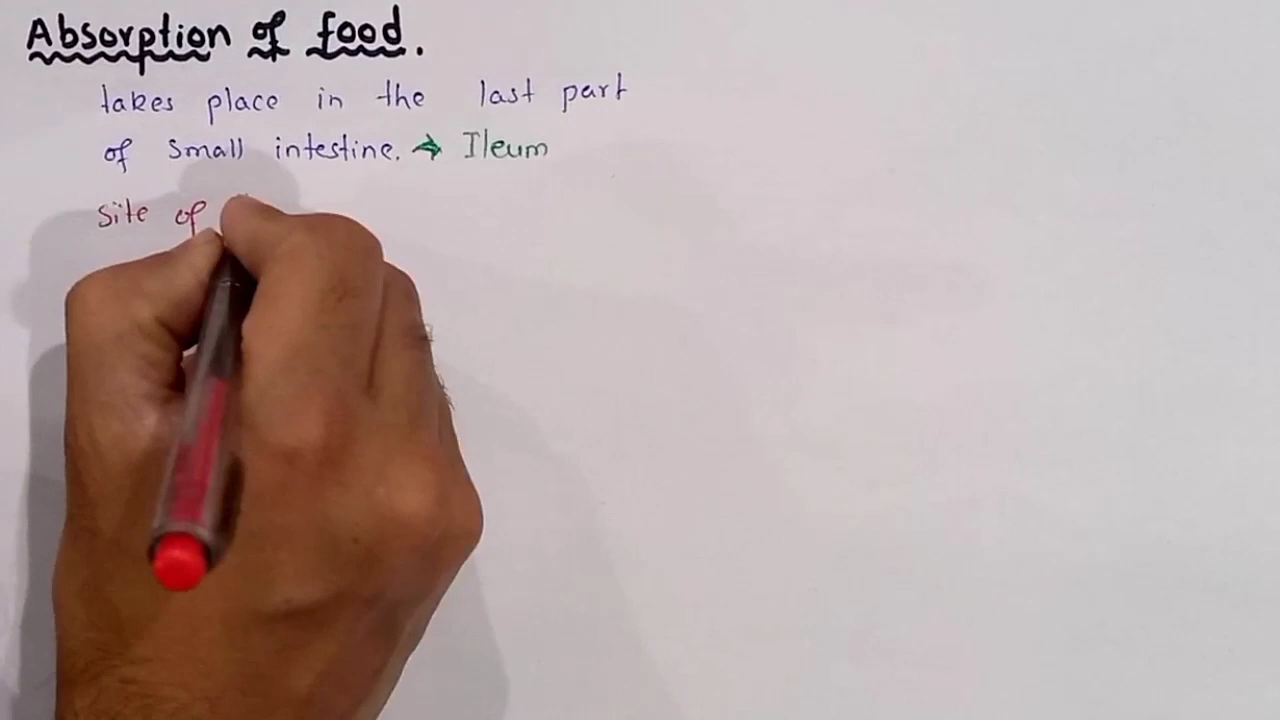 Absorption of food.
takes place in the last part
of small intestine. → Ileum
site of